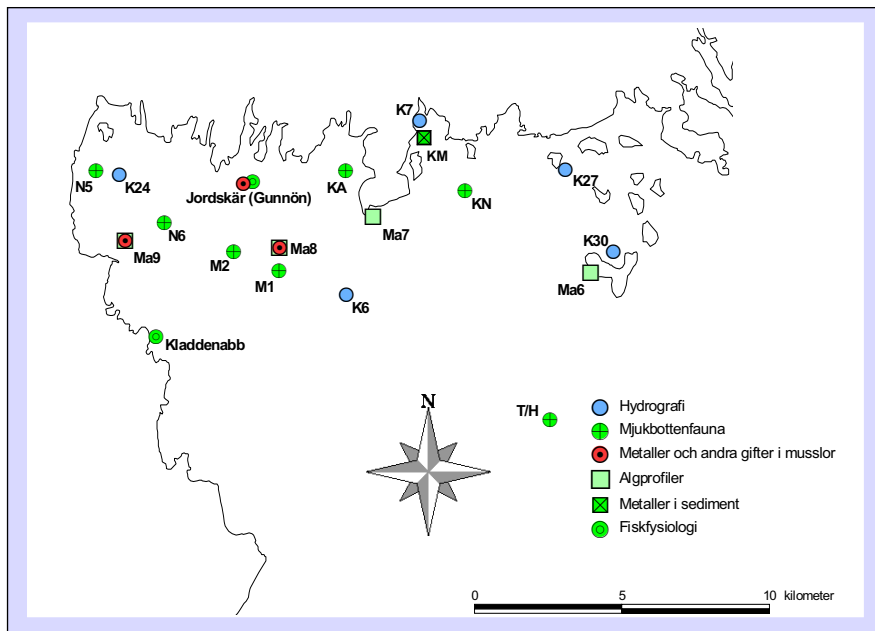 K7
KM
N5
K24
Jordskär (Gunnön)
KA
KN
K27
N6
Ma7
Ma9
M2
Ma8
K30
M1
Ma6
K6
Kladdenabb
N
T/H
Hydrografi
Mjukbottenfauna
Metaller och andra gifter i musslor
Algprofiler
Metaller i sediment
Fiskfysiologi
0 5 10 kilometer